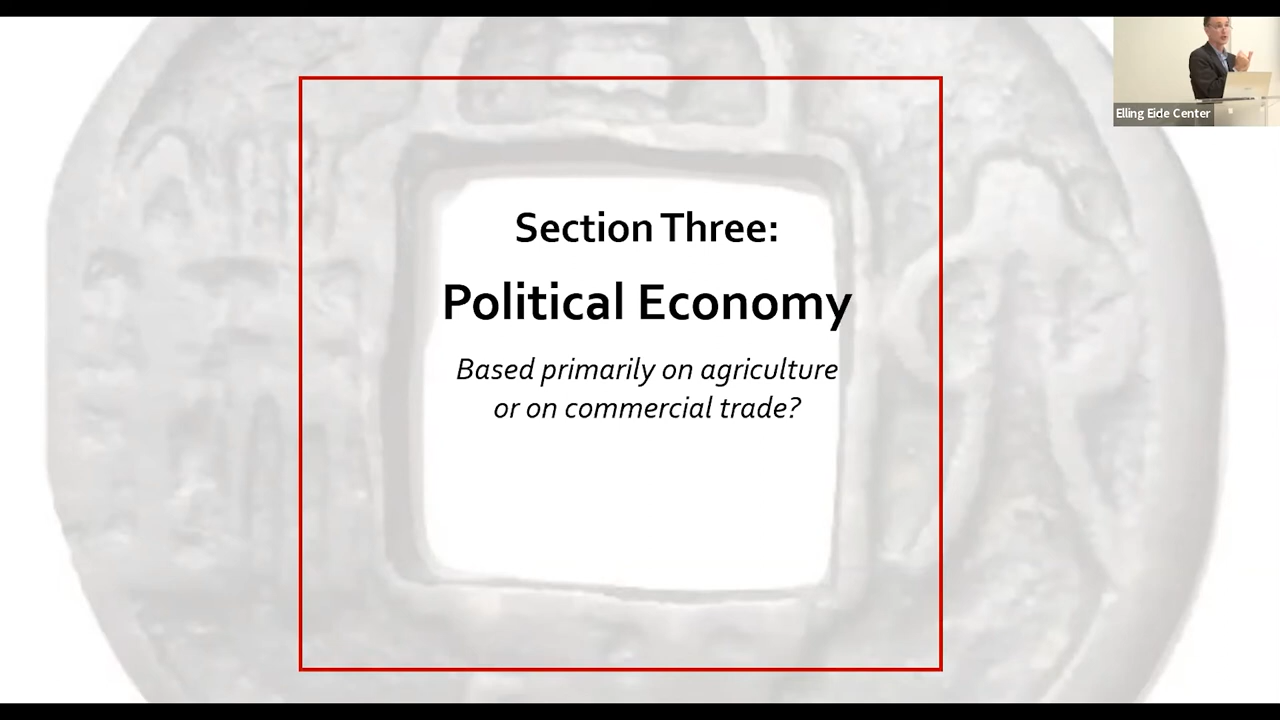 Elling Eide Center
Section Three:
Political Economy
Based primarily on agriculture
or on commercial trade?